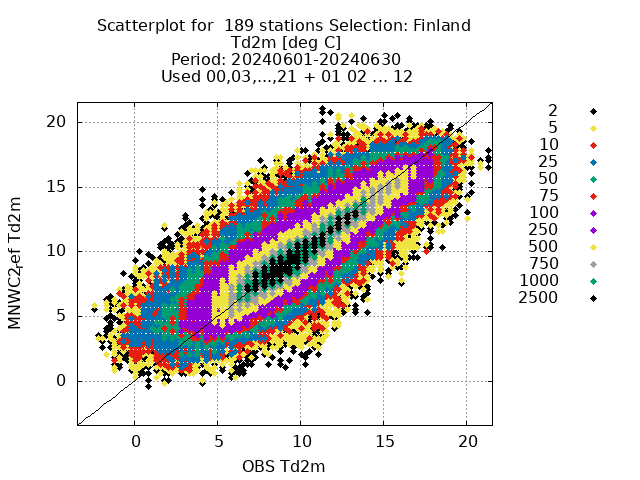 Scatterplot for  189 stations Selection: Finland
Td2m [deg C]
Period: 20240601-20240630
Used 00,03,...,21 + 01 02 ... 12
2
5
10
25
50
75
100
250
500
750
1000
2500
20
15
10
5
0
MNWC2ref Td2m
0 5 10 15 20
OBS Td2m